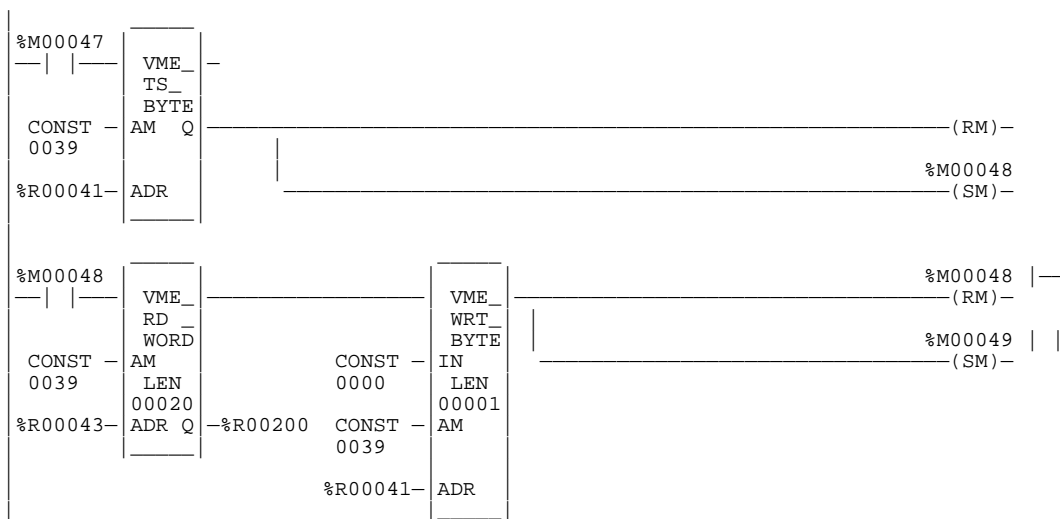 %M00047
VME_
TS_
BYTE
CONST AM Q (RM)
0039
%M00048
%R00041 ADR (SM)
%M00048 %M00048
VME_ VME_ (RM)
RD _ WRT_
WORD BYTE %M00049
CONST AM CONST IN (SM)
0039 LEN 0000 LEN
00020 00001
%R00043 ADR Q %R00200 CONST AM
0039
%R00041 ADR